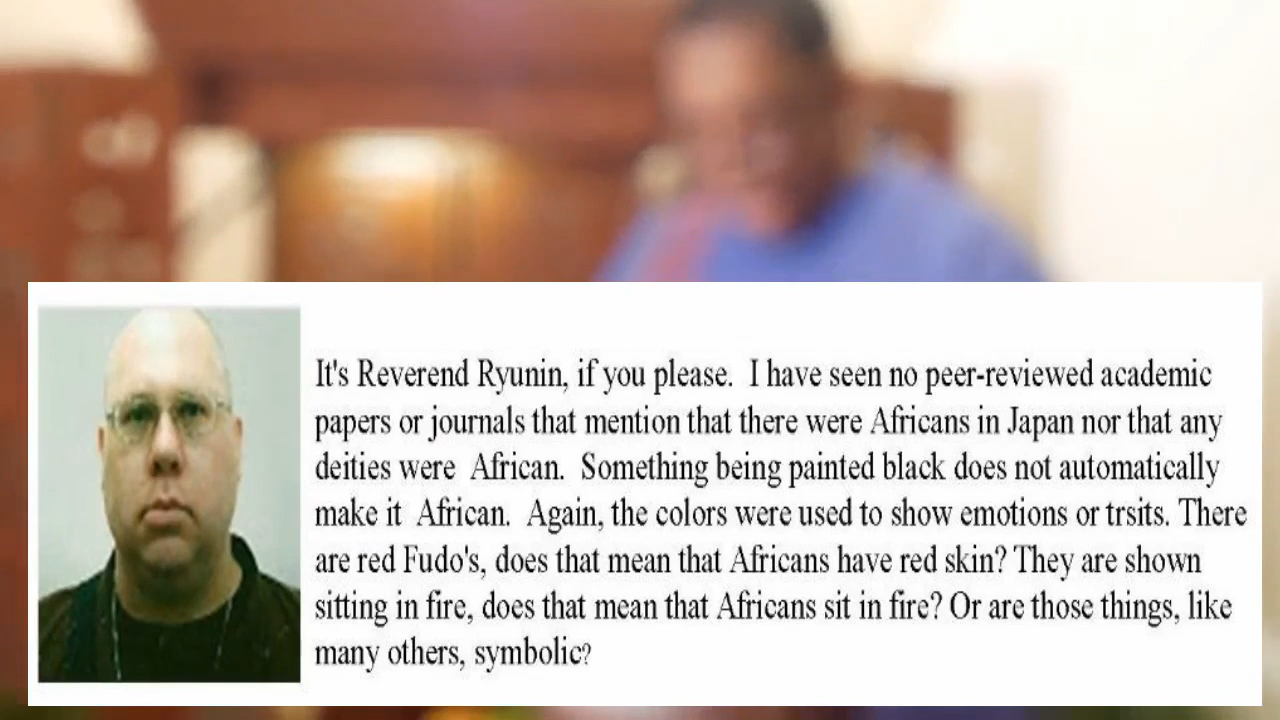 It's Reverend Ryunin, if you please. I have seen no peer-reviewed academic
papers or journals that mention that there were Africans in Japan nor that any
deities were African. Something being painted black does not automatically
make it African. Again, the colors were used to show emotions or trsits. There
are red Fudo's, does that mean that Africans have red skin? They are shown
sitting in fire, does that mean that Africans sit in fire? Or are those things, like
many others, symbolic?